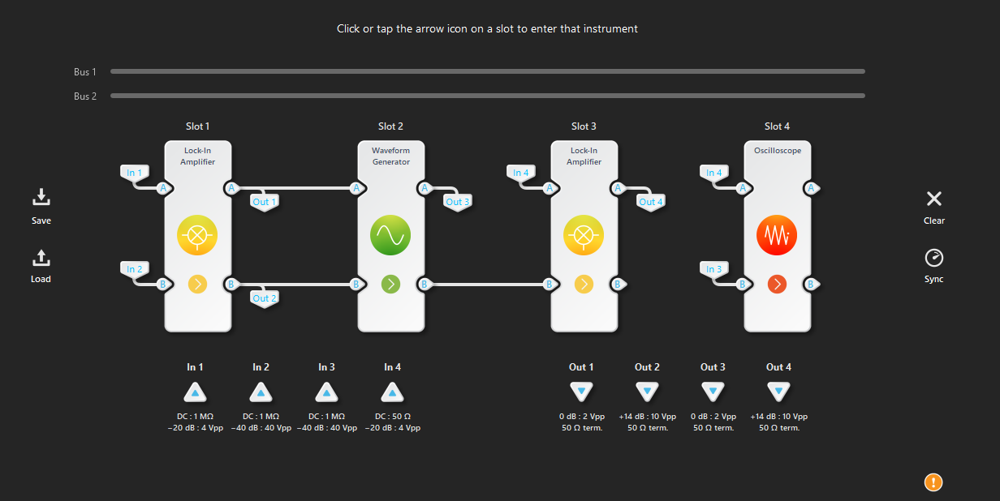 Click or tap the arrow icon on a slot to enter that instrument
Bus 1
Bus 2
Slot 1
Slot 2
Slot 3
Slot 4
Lock-In
Amplifier
Waveform
Generator
Lock-In
Amplifier
Oscilloscope
In 1
A
A
Out 1
A
A
Out 3
In 4
A
A
Out 4
In 4
A
A
Save
Clear
In 2
B
B
Out 2
B
B
B
B
In 3
B
B
Load
Sync
In 1
In 2
In 3
In 4
Out 1
Out 2
Out 3
Out 4
DC : 1 MΩ
−20 dB : 4 Vpp
DC : 1 MΩ
−40 dB : 40 Vpp
DC : 1 MΩ
−40 dB : 40 Vpp
DC : 50 Ω
−20 dB : 4 Vpp
0 dB : 2 Vpp
50 Ω term.
+14 dB : 10 Vpp
50 Ω term.
0 dB : 2 Vpp
50 Ω term.
+14 dB : 10 Vpp
50 Ω term.
!